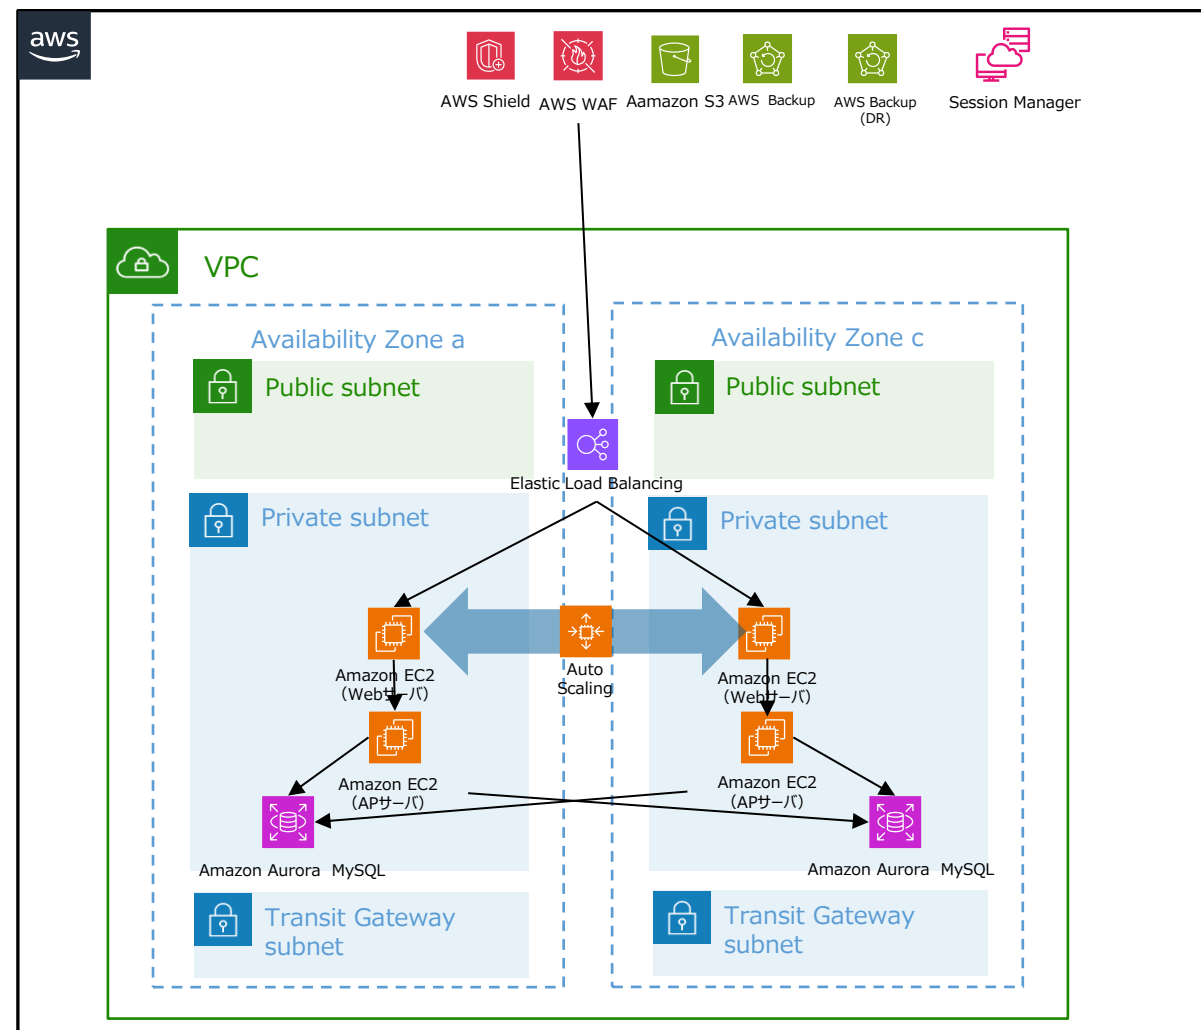 aws
AWS Shield
AWS WAF
Aamazon S3
AWS Backup
AWS Backup
(DR)
Session Manager
VPC
Availability Zone a
Availability Zone c
Public subnet
Public subnet
Elastic Load Balancing
Private subnet
Private subnet
Amazon EC2
（Webサーバ）
Auto
Scaling
Amazon EC2
（Webサーバ）
Amazon EC2
（APサーバ）
Amazon EC2
（APサーバ）
Amazon Aurora MySQL
Amazon Aurora MySQL
Transit Gateway
subnet
Transit Gateway
subnet